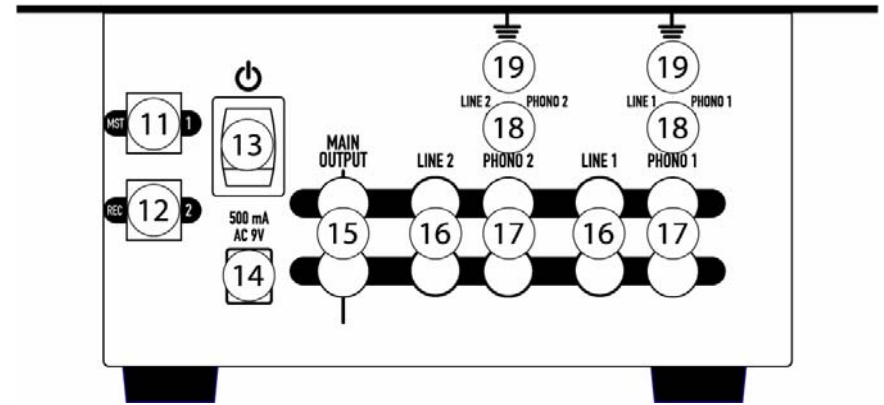 19 19
LINE 2 PHONO 2 LINE 1 PHONO 1
18 18
MST 11 1
13
MAIN
OUTPUT LINE 2 PHONO 2 LINE 1 PHONO 1
REC 12 2
500 mA
AC 9V
15 16 17 16 17
14